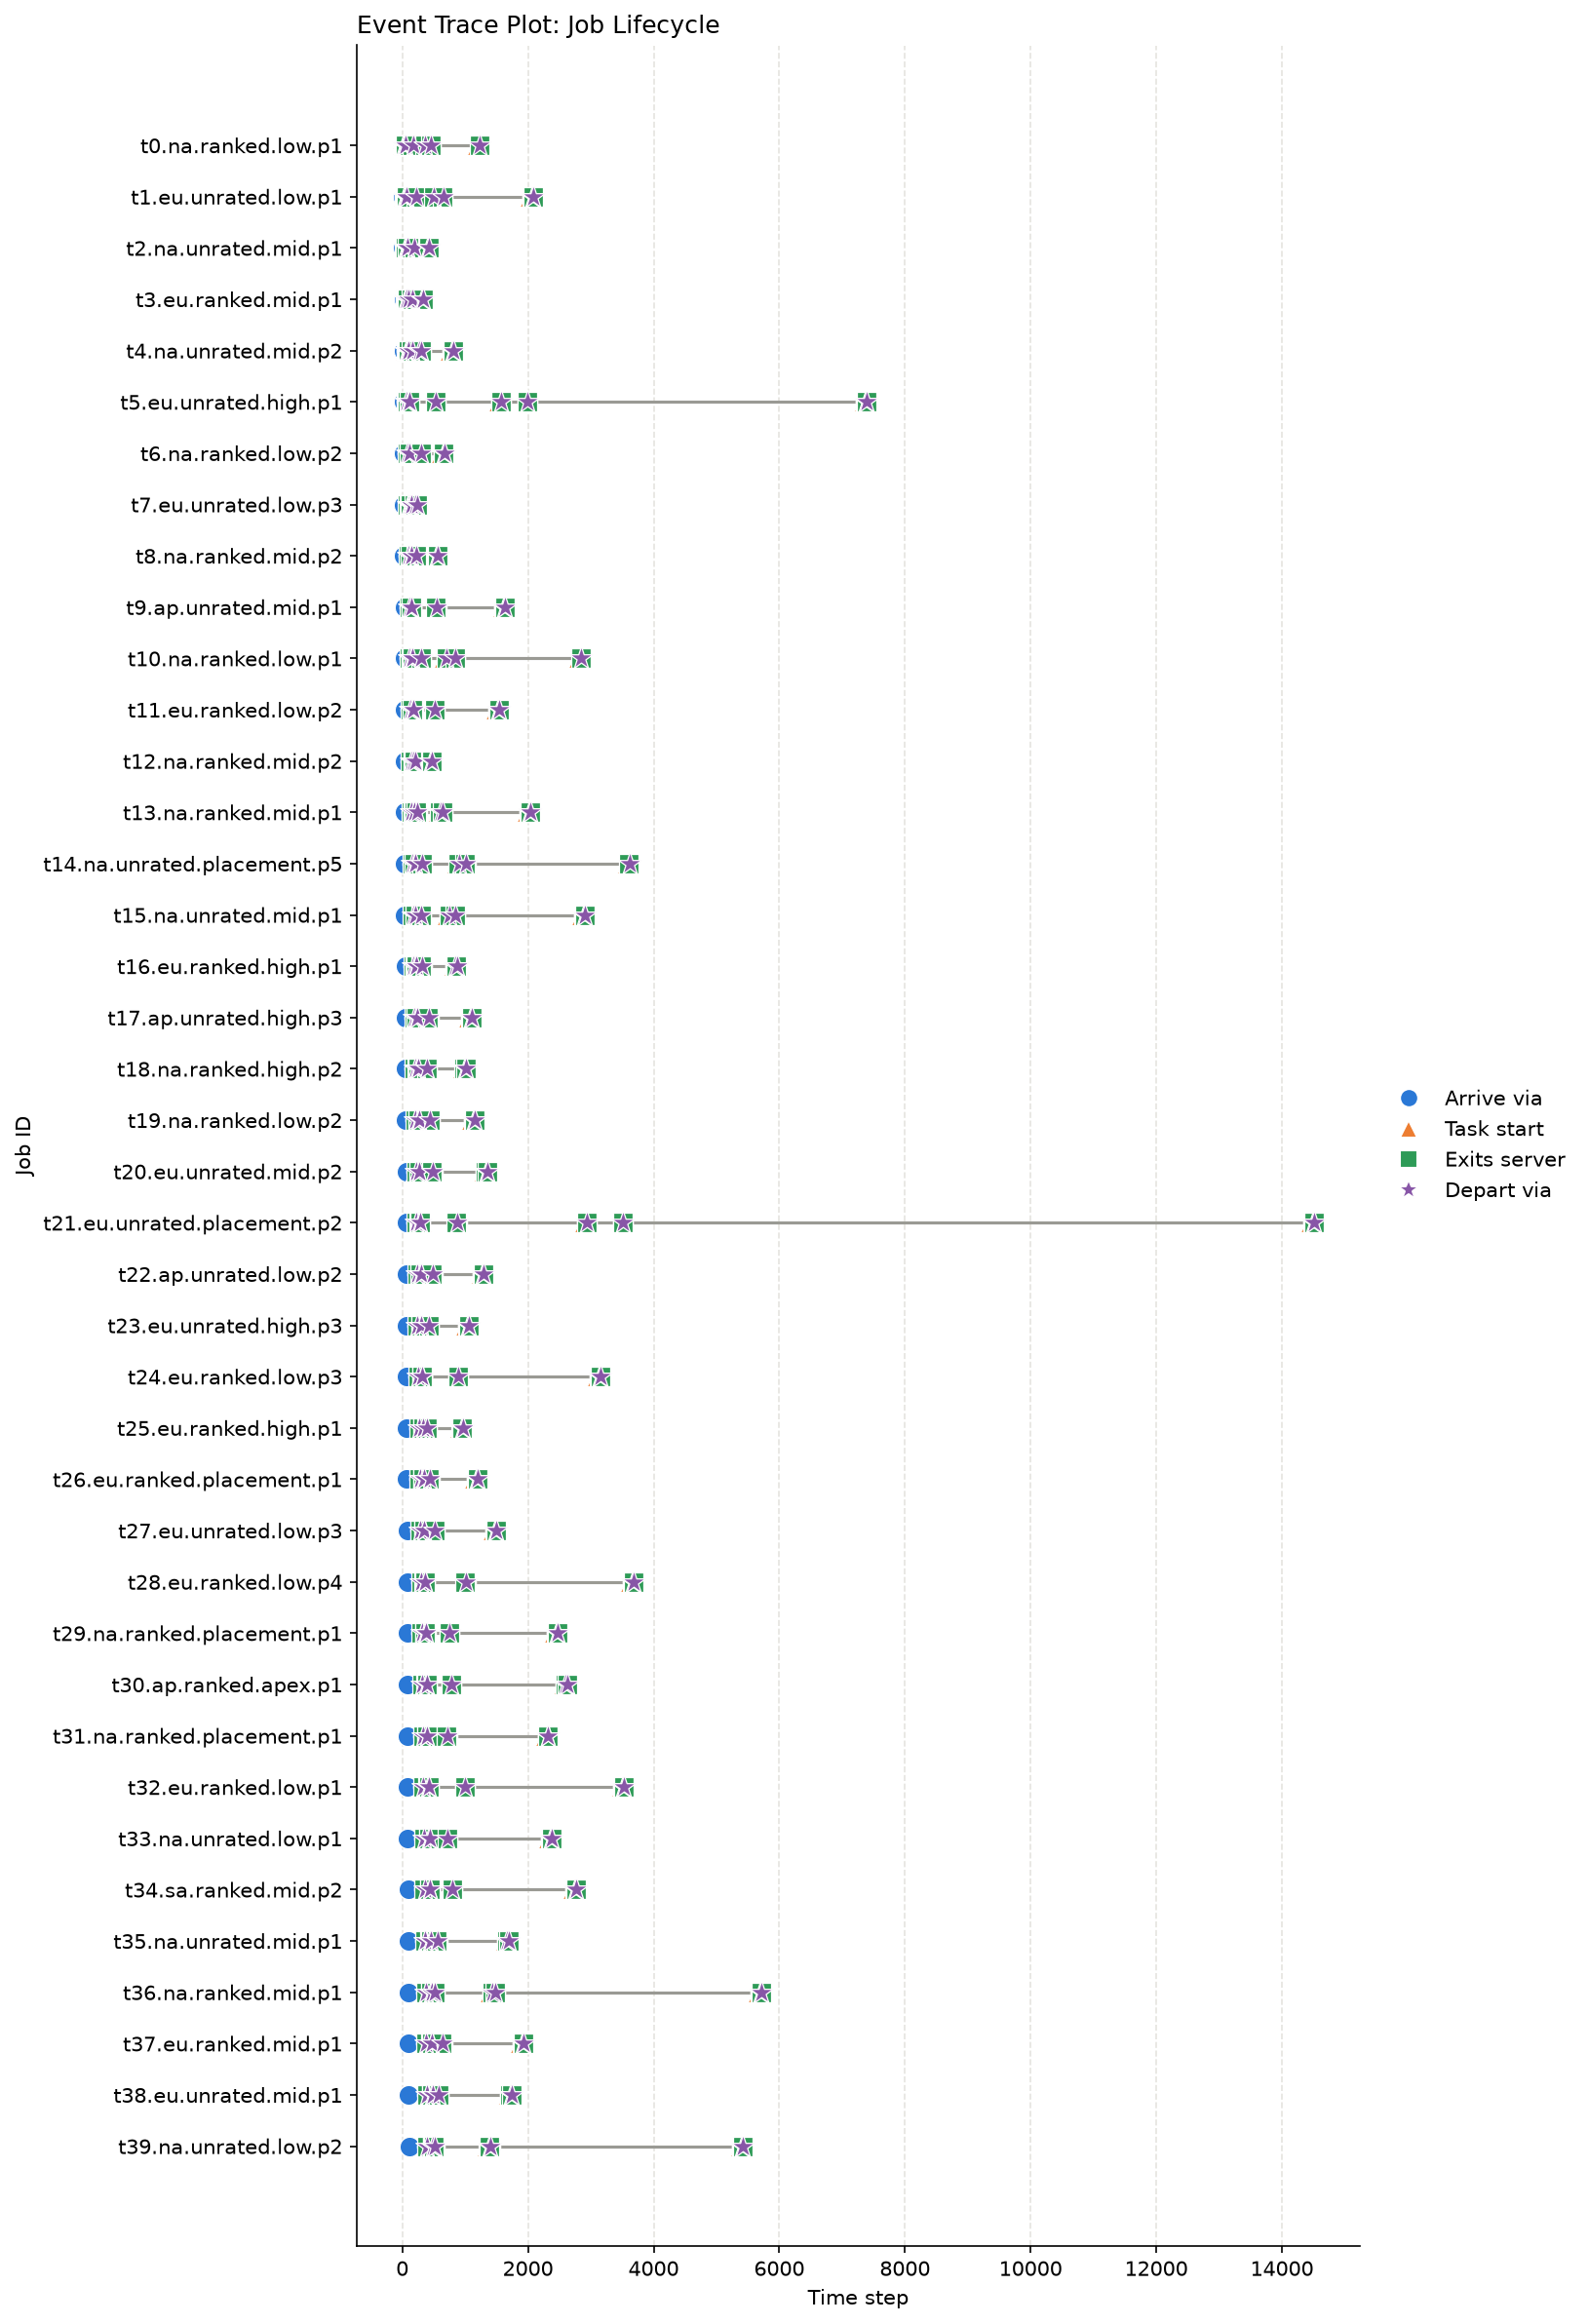 Event Trace Plot: Job Lifecycle
t0.na.ranked.low.p1
t1.eu.unrated.low.p1
t2.na.unrated.mid.p1
t3.eu.ranked.mid.p1
t4.na.unrated.mid.p2
t5.eu.unrated.high.p1
t6.na.ranked.low.p2
t7.eu.unrated.low.p3
t8.na.ranked.mid.p2
t9.ap.unrated.mid.p1
t10.na.ranked.low.p1
t11.eu.ranked.low.p2
t12.na.ranked.mid.p2
t13.na.ranked.mid.p1
t14.na.unrated.placement.p5
t15.na.unrated.mid.p1
t16.eu.ranked.high.p1
t17.ap.unrated.high.p3
t18.na.ranked.high.p2
t19.na.ranked.low.p2
t20.eu.unrated.mid.p2
t21.eu.unrated.placement.p2
t22.ap.unrated.low.p2
t23.eu.unrated.high.p3
t24.eu.ranked.low.p3
t25.eu.ranked.high.p1
t26.eu.ranked.placement.p1
t27.eu.unrated.low.p3
t28.eu.ranked.low.p4
t29.na.ranked.placement.p1
t30.ap.ranked.apex.p1
t31.na.ranked.placement.p1
t32.eu.ranked.low.p1
t33.na.unrated.low.p1
t34.sa.ranked.mid.p2
t35.na.unrated.mid.p1
t36.na.ranked.mid.p1
t37.eu.ranked.mid.p1
t38.eu.unrated.mid.p1
t39.na.unrated.low.p2
Job ID
0 2000 4000 6000 8000 10000 12000 14000
Time step
Arrive via
Task start
Exits server
Depart via